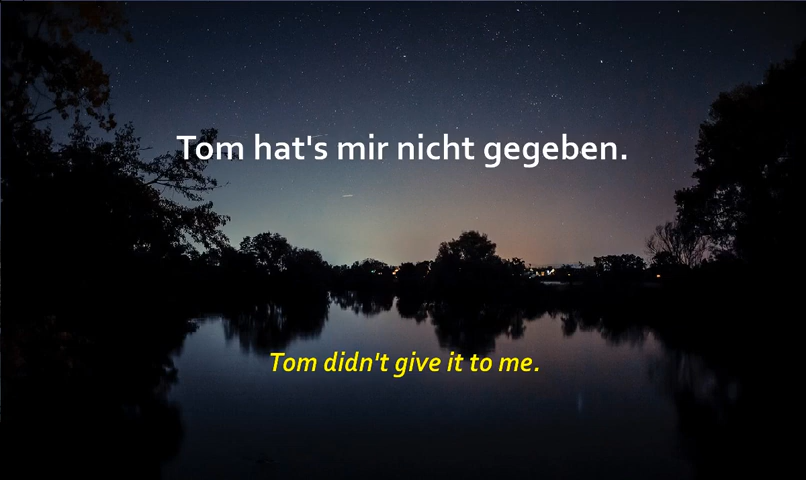 Tom hat's mir nicht gegeben.
Tom didn't give it to me.